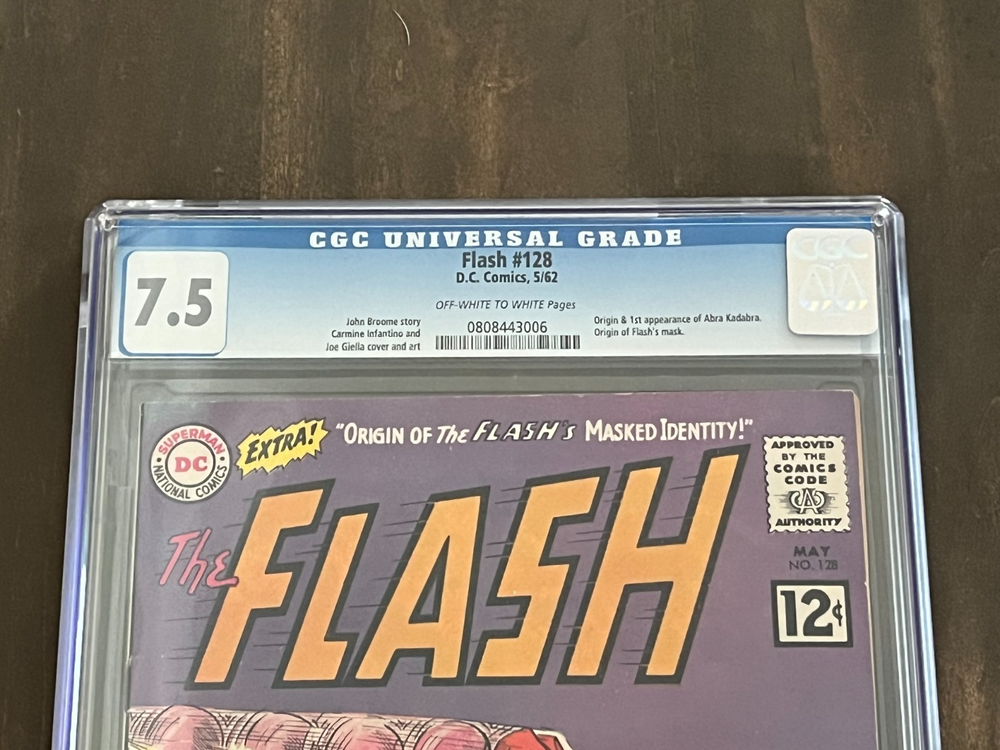 CGC UNIVERSAL GRADE
7.5
Flash #128
D.C. Comics, 5/62
OFF-WHITE TO WHITE Pages
John Broome story
Carmine Infantino and
Joe Giella cover and art
0808443006
Origin & 1st appearance of Abra Kadabra.
Origin of Flash's mask.
CGC
SUPERMAN
DC
NATIONAL COMICS
EXTRA!
"ORIGIN OF The FLASH's MASKED IDENTITY!"
The FLASH
APPROVED
BY THE
COMICS
CODE
CA
AUTHORITY
MAY
NO. 128
12¢